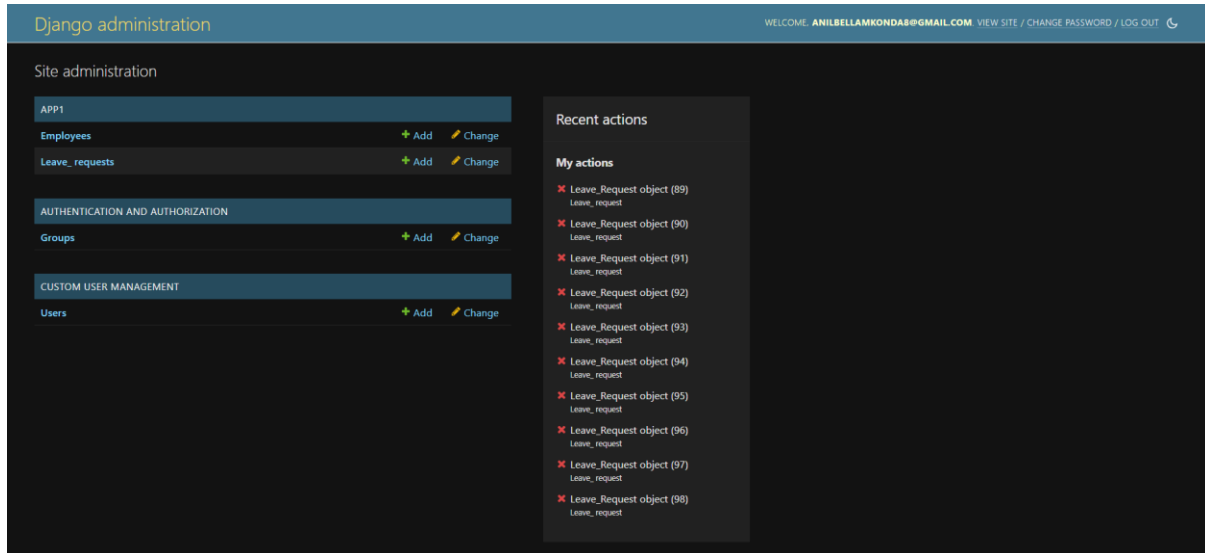 Django administration
WELCOME, ANILBELLAMKONDA8@GMAIL.COM. VIEW SITE / CHANGE PASSWORD / LOG OUT
Site administration
APP1
Employees + Add Change
Leave_ requests + Add Change
AUTHENTICATION AND AUTHORIZATION
Groups + Add Change
CUSTOM USER MANAGEMENT
Users + Add Change
Recent actions
My actions
Leave_Request object (89)
Leave_ request
Leave_Request object (90)
Leave_ request
Leave_Request object (91)
Leave_ request
Leave_Request object (92)
Leave_ request
Leave_Request object (93)
Leave_ request
Leave_Request object (94)
Leave_ request
Leave_Request object (95)
Leave_ request
Leave_Request object (96)
Leave_ request
Leave_Request object (97)
Leave_ request
Leave_Request object (98)
Leave_ request